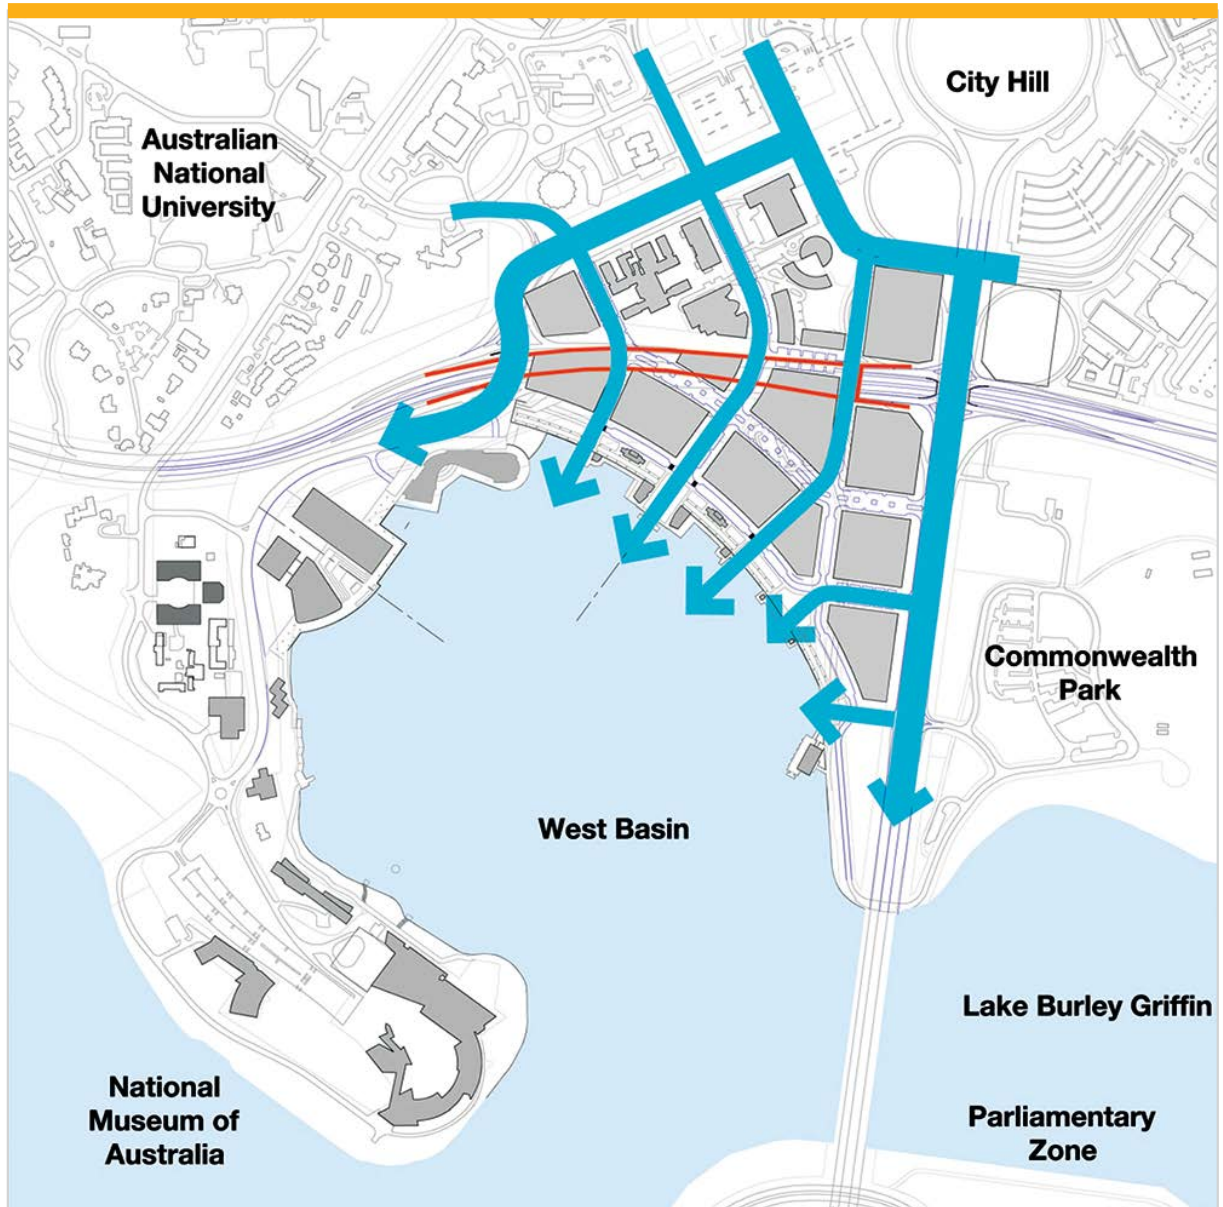 City Hill
Australian
National
University
Commonwealth
Park
West Basin
Lake Burley Griffin
National
Museum of
Australia
Parliamentary
Zone